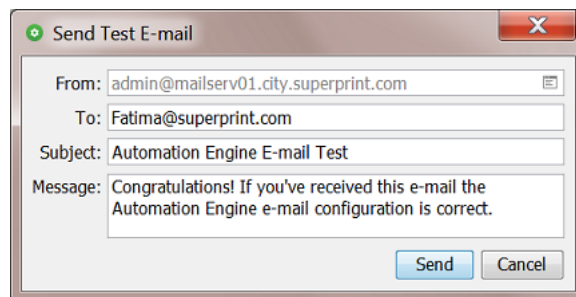 Send Test E-mail
From: admin@mailserv01.city.superprint.com
To: Fatima@superprint.com
Subject: Automation Engine E-mail Test
Message: Congratulations! If you've received this e-mail the
Automation Engine e-mail configuration is correct.
Send Cancel